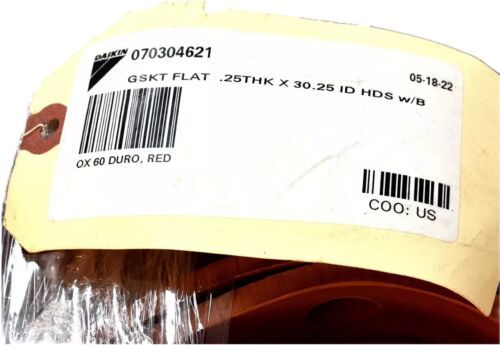 DAIKIN 070304621
05-18-22
GSKT FLAT .25THK X 30.25 ID HDS w/B
OX 60 DURO, RED
COO: US